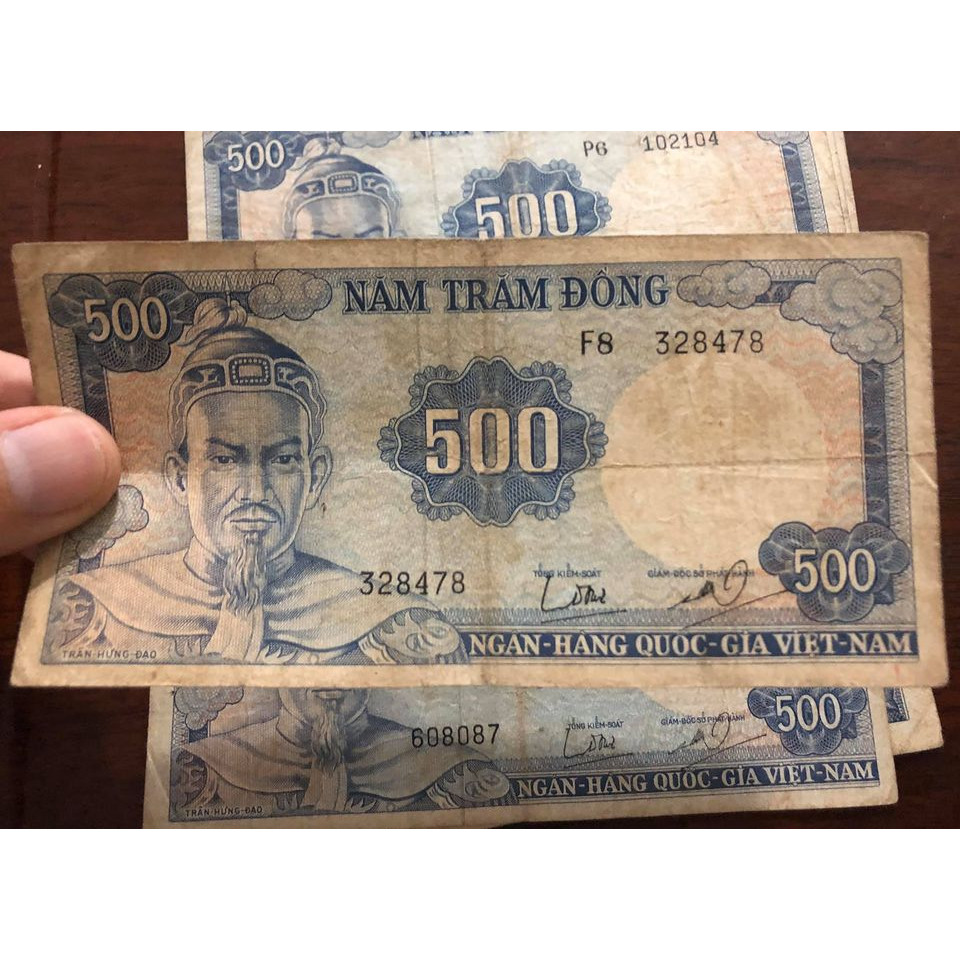 500
P6 102104
500
500
NĂM TRĂM ĐỒNG
F8 328478
500
328478
TỔNG KIỂM-SOÁT
GIÁM-ĐỐC SỞ PHÁT-HÀNH
500
TRẦN-HƯNG-ĐẠO
NGÂN-HÀNG QUỐC-GIA VIỆT-NAM
608087
TỔNG KIỂM-SOÁT
GIÁM-ĐỐC SỞ PHÁT-HÀNH
500
TRẦN-HƯNG-ĐẠO
NGÂN-HÀNG QUỐC-GIA VIỆT-NAM